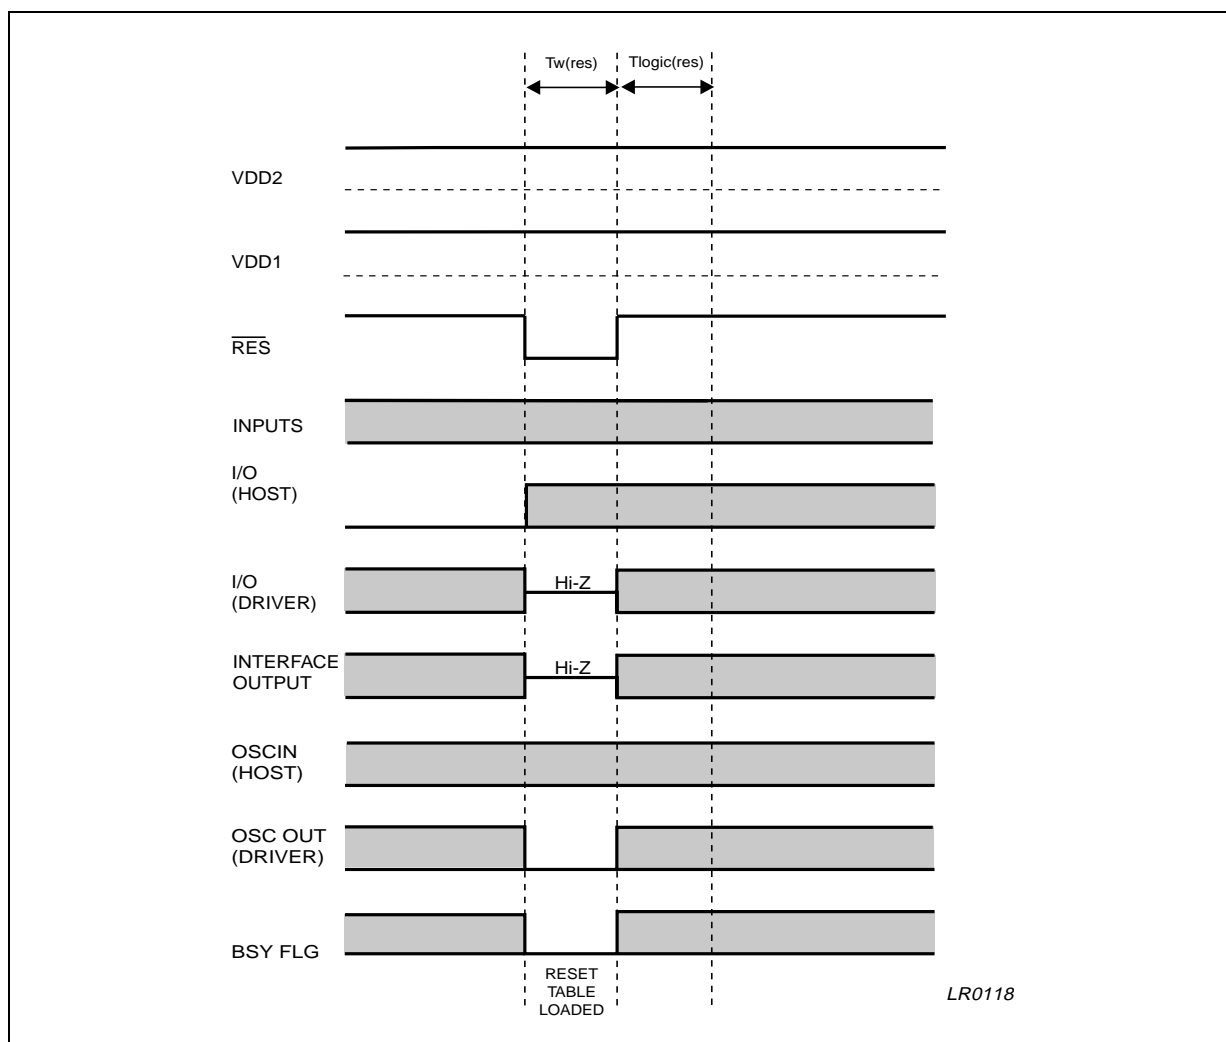 Tw(res)
Tlogic(res)
VDD2
VDD1
RES
INPUTS
I/O
(HOST)
I/O
(DRIVER)
Hi-Z
INTERFACE
OUTPUT
Hi-Z
OSCIN
(HOST)
OSC OUT
(DRIVER)
BSY FLG
RESET
TABLE
LOADED
LR0118